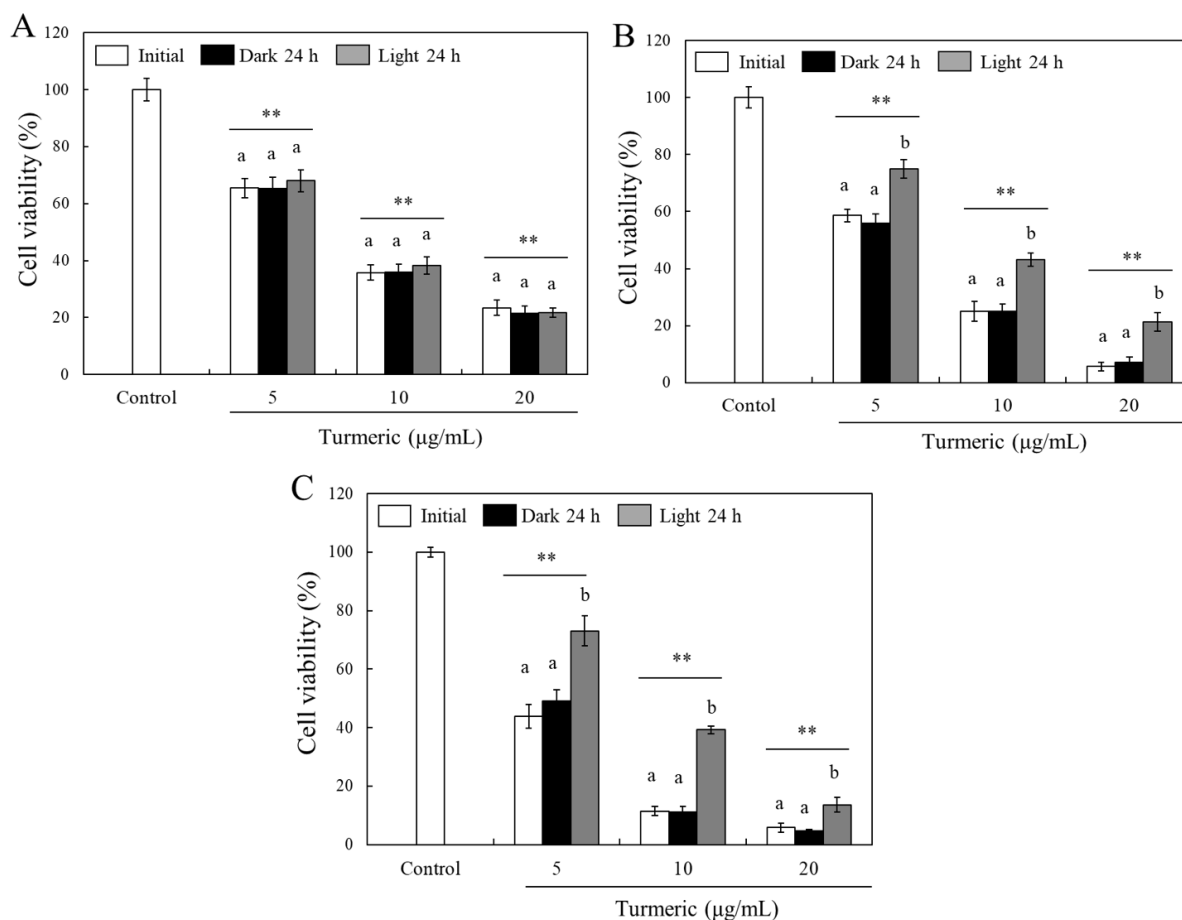 A
Cell viability (%)
120
100
80
60
40
20
0
Initial Dark 24 h Light 24 h
**
a a a
**
a a a
**
a a a
Control 5 10 20
Turmeric (μg/mL)
B
Cell viability (%)
120
100
80
60
40
20
0
Initial Dark 24 h Light 24 h
**
a a b
**
a a b
**
a a b
Contol 5 10 20
Turmeric (μg/mL)
C
Cell viability (%)
120
100
80
60
40
20
0
Initial Dark 24 h Light 24 h
**
a a b
**
a a b
**
a a b
Control 5 10 20
Turmeric (μg/mL)